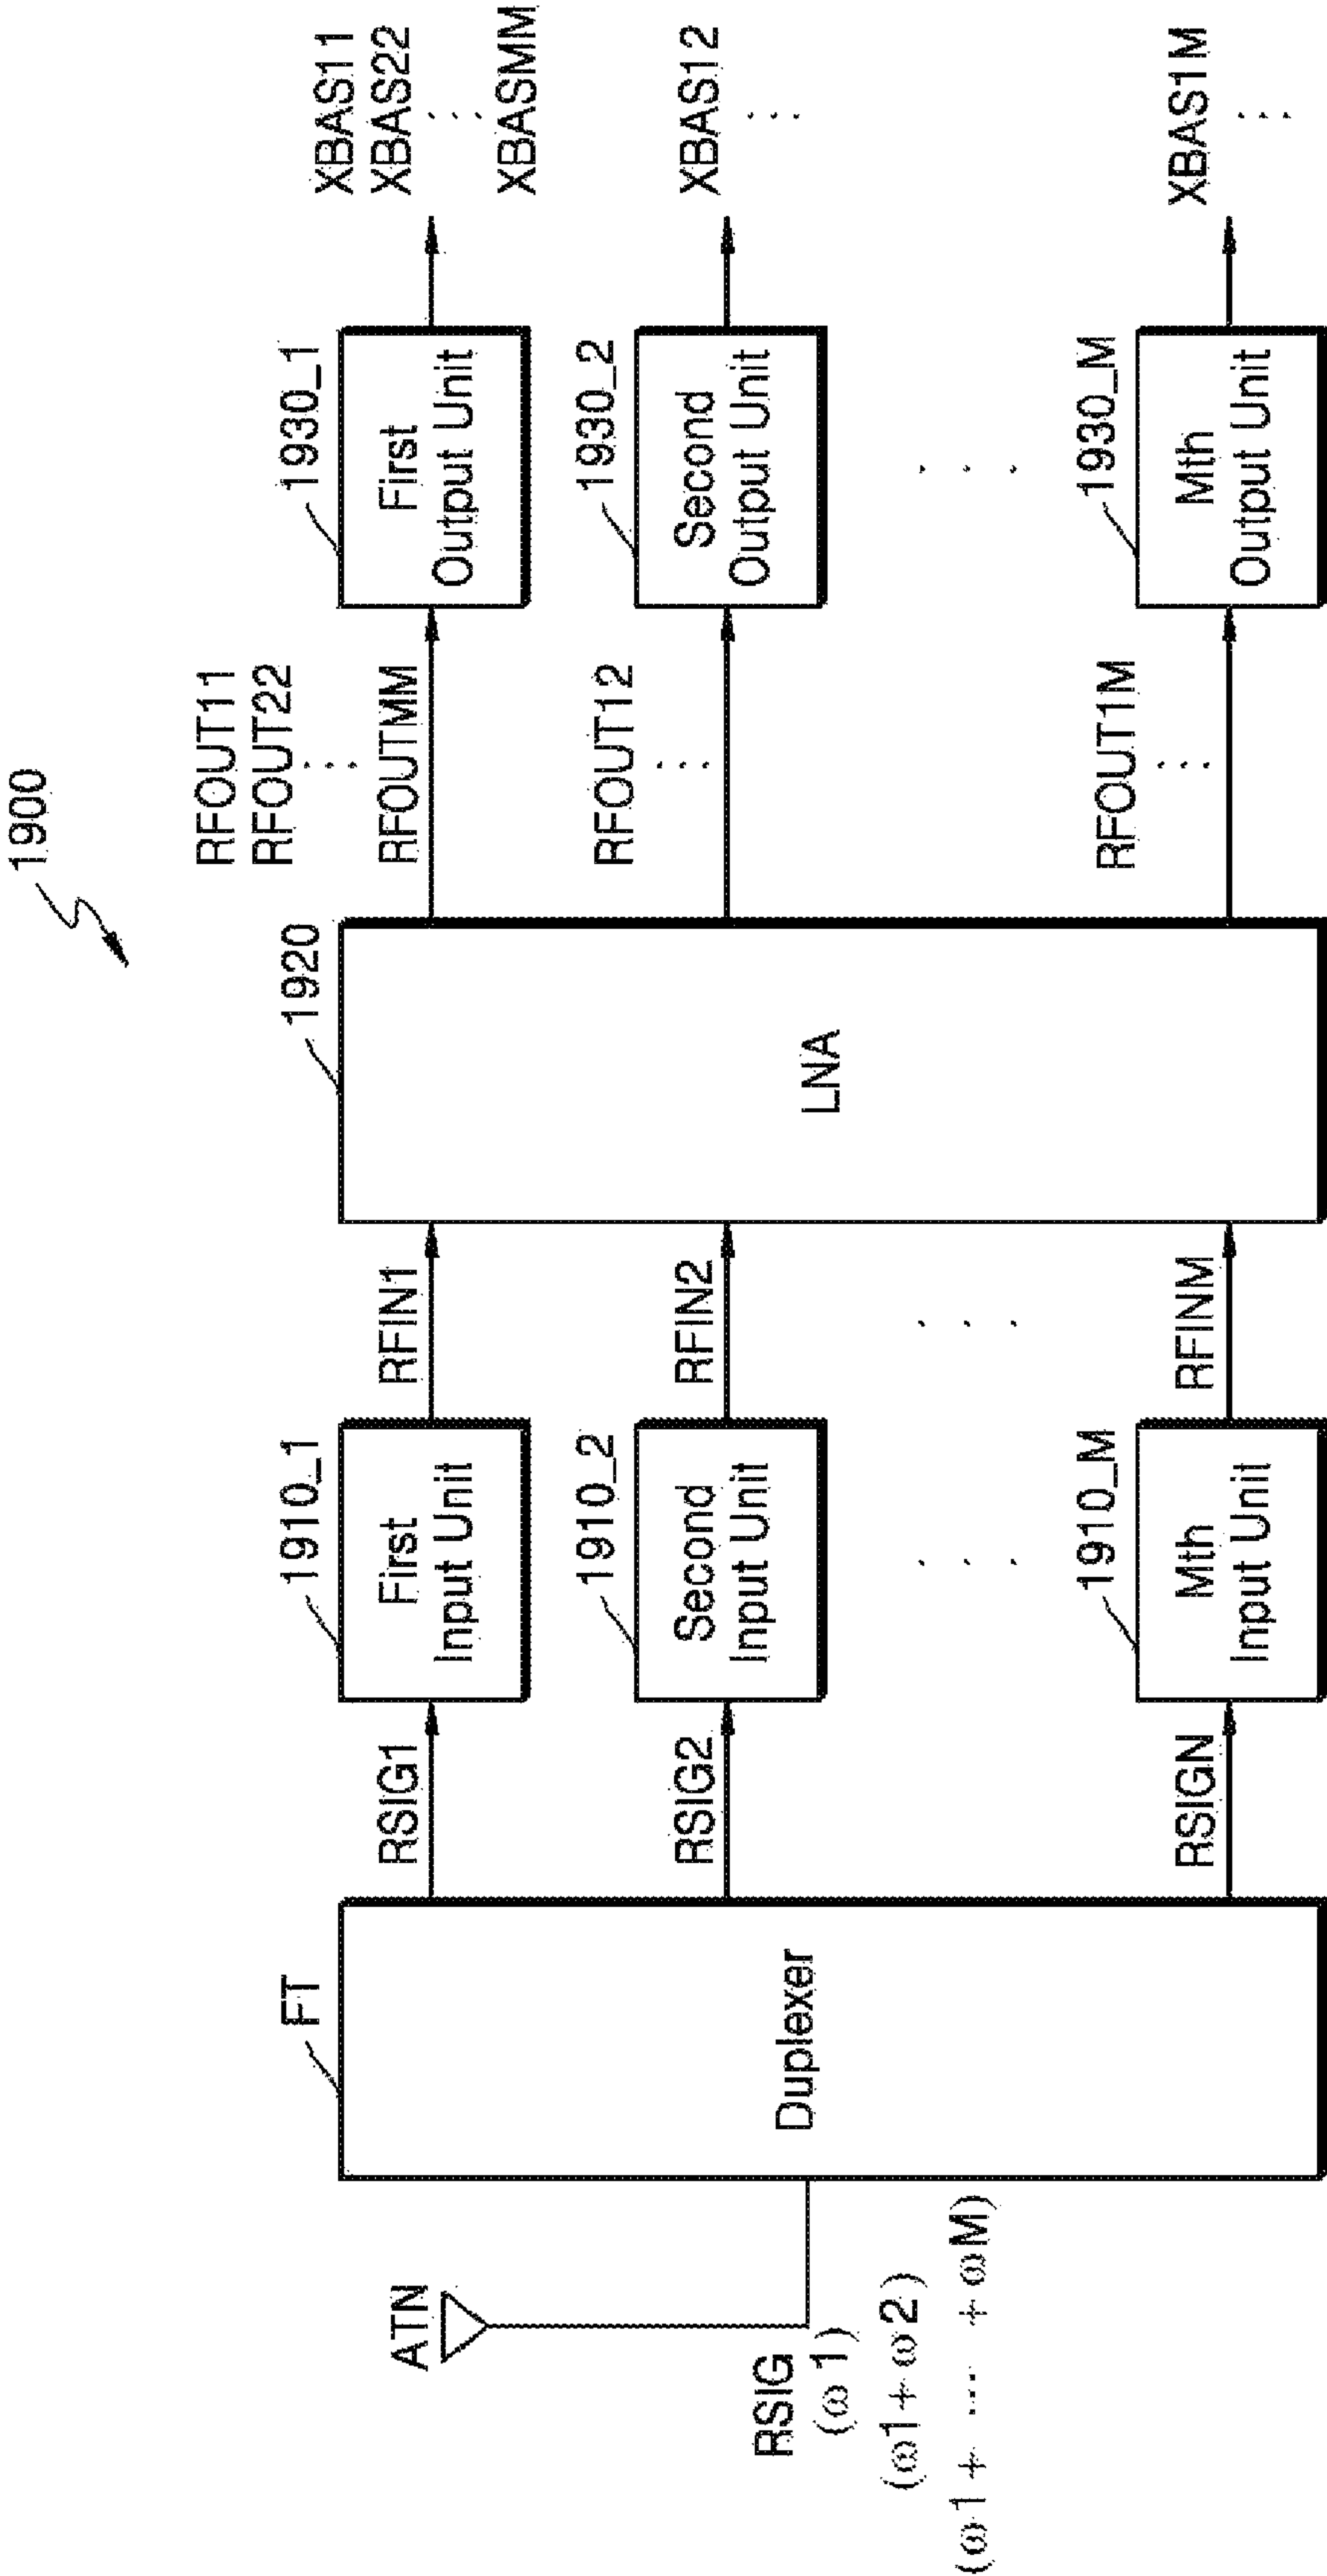 1900
ATN
RSIG
(ω1)
(ω1+ω2)
(ω1+ ... +ωM)
FT
Duplexer
RSIG1
RSIG2
RSIGN
1910_1
First
Input Unit
1910_2
Second
Input Unit
. . .
1910_M
Mth
Input Unit
RFIN1
RFIN2
. . .
RFINM
1920
LNA
RFOUT11
RFOUT22
⋮
RFOUTMM
RFOUT12
⋮
RFOUT1M
⋮
1930_1
First
Output Unit
1930_2
Second
Output Unit
. . .
1930_M
Mth
Output Unit
XBAS11
XBAS22
⋮
XBASMM
XBAS12
⋮
XBAS1M
⋮